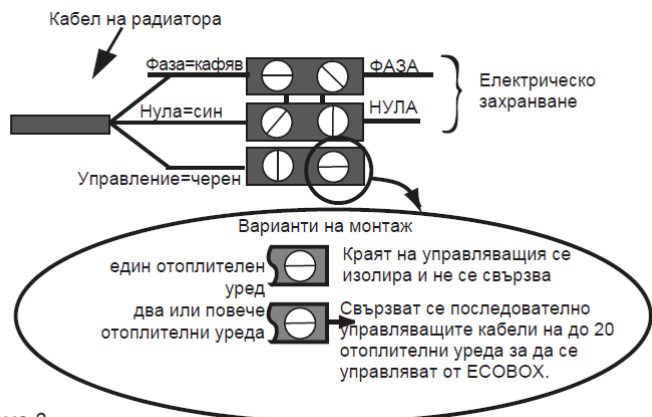 Кабел на радиатора
Фаза=кафяв
ФАЗА
Електрическо
захранване
Нула=син
НУЛА
Управление=черен
Варианти на монтаж
един отоплителен
уред
Краят на управляващия се
изолира и не се свързва
два или повече
отоплителни уреда
Свързват се последователно
управляващите кабели на до 20
отоплителни уреда за да се
управляват от ECOBOX.